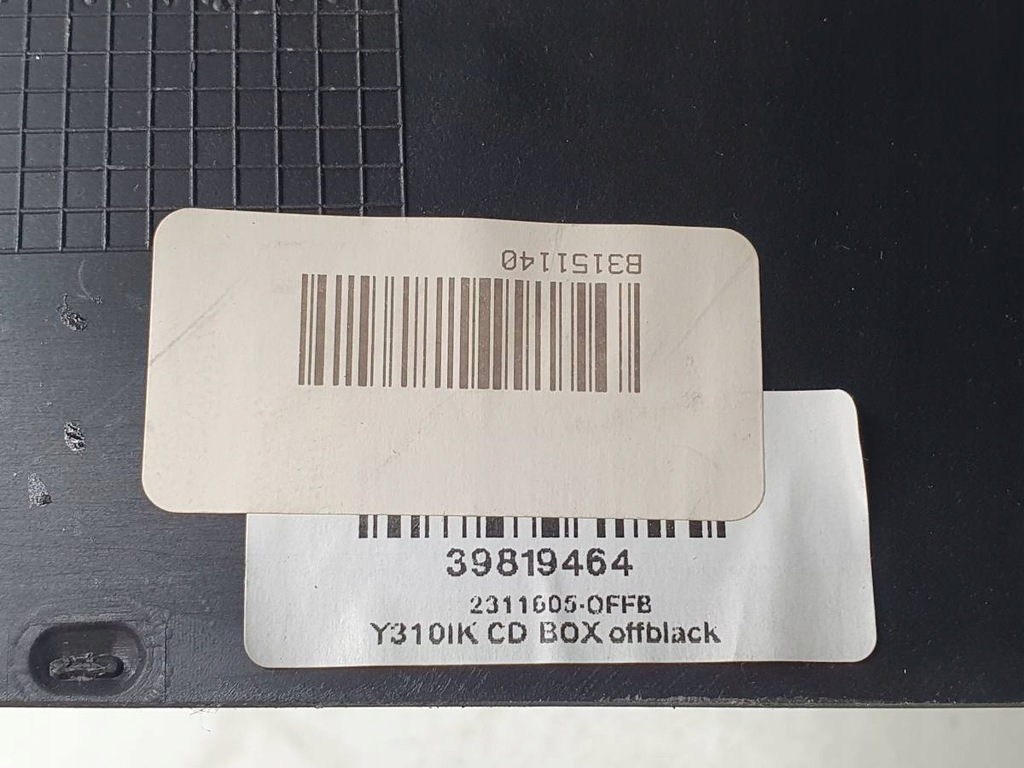 B3151140
39819464
2311605-OFFB
Y310IK CD BOX offblack